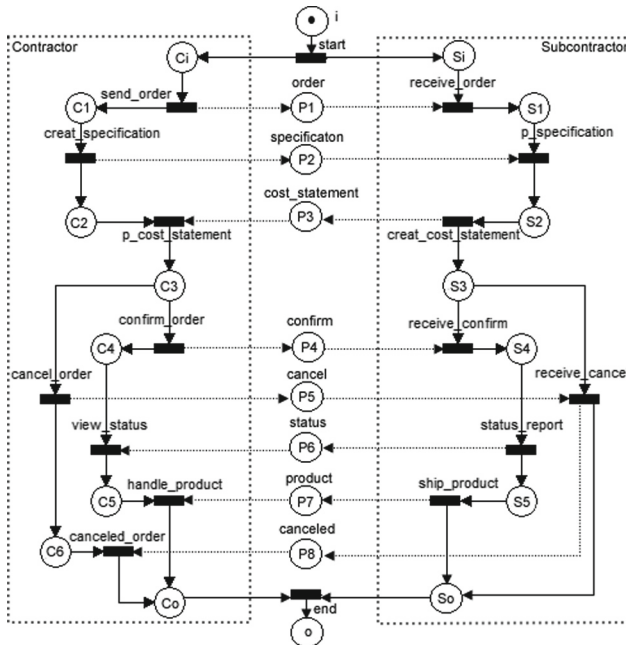 i
Contractor
start
Subcontractor
Ci
Si
send_order
order
receive_order
C1
P1
S1
creat_specification
specificaton
p_specification
P2
C2
cost_statement
P3
S2
p_cost_statement
creat_cost_statement
C3
S3
confirm_order
confirm
receive_confirm
C4
P4
S4
cancel_order
cancel
receive_cancel
P5
view_status
status
status_report
P6
C5
handle_product
product
ship_product
P7
S5
canceled_order
canceled
C6
P8
Co
So
end
o